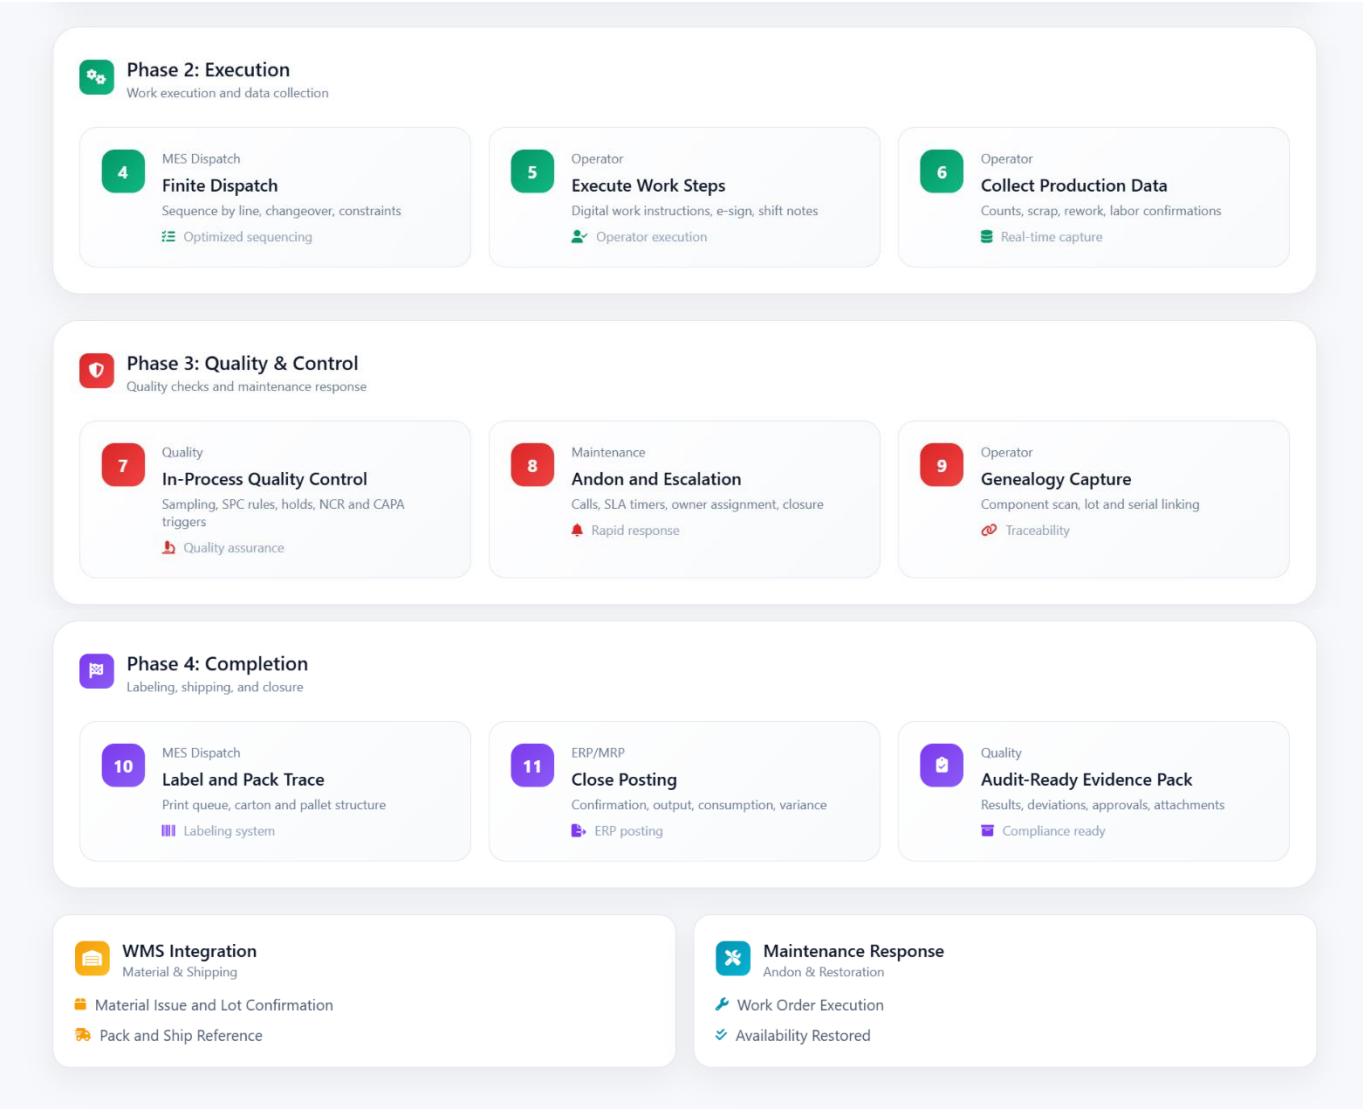 Phase 2: Execution
Work execution and data collection
4
MES Dispatch
Finite Dispatch
Sequence by line, changeover, constraints
Optimized sequencing
5
Operator
Execute Work Steps
Digital work instructions, e-sign, shift notes
Operator execution
6
Operator
Collect Production Data
Counts, scrap, rework, labor confirmations
Real-time capture
Phase 3: Quality & Control
Quality checks and maintenance response
7
Quality
In-Process Quality Control
Sampling, SPC rules, holds, NCR and CAPA
triggers
Quality assurance
8
Maintenance
Andon and Escalation
Calls, SLA timers, owner assignment, closure
Rapid response
9
Operator
Genealogy Capture
Component scan, lot and serial linking
Traceability
Phase 4: Completion
Labeling, shipping, and closure
10
MES Dispatch
Label and Pack Trace
Print queue, carton and pallet structure
Labeling system
11
ERP/MRP
Close Posting
Confirmation, output, consumption, variance
ERP posting
Quality
Audit-Ready Evidence Pack
Results, deviations, approvals, attachments
Compliance ready
WMS Integration
Material & Shipping
Material Issue and Lot Confirmation
Pack and Ship Reference
Maintenance Response
Andon & Restoration
Work Order Execution
Availability Restored